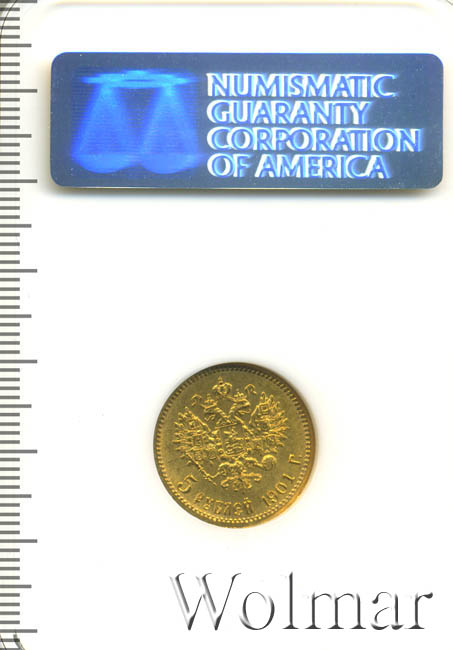 NUMISMATIC
GUARANTY
CORPORATION
OF AMERICA
5 РУБЛЕЙ 1901 Г.
Wolmar